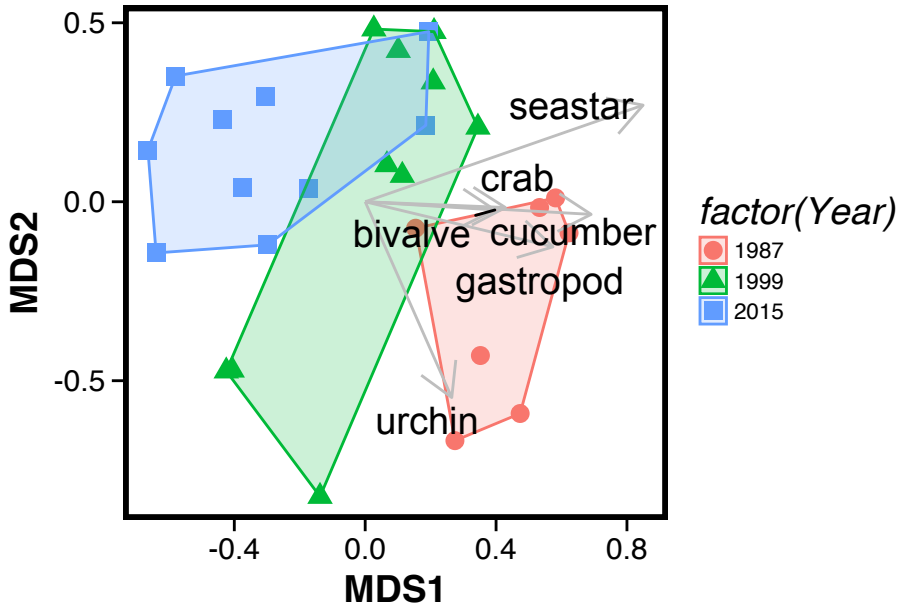 0.5
0.0
-0.5
MDS2
seastar
crab
bivalve cucumber
gastropod
urchin
-0.4 0.0 0.4 0.8
MDS1
factor(Year)
1987
1999
2015